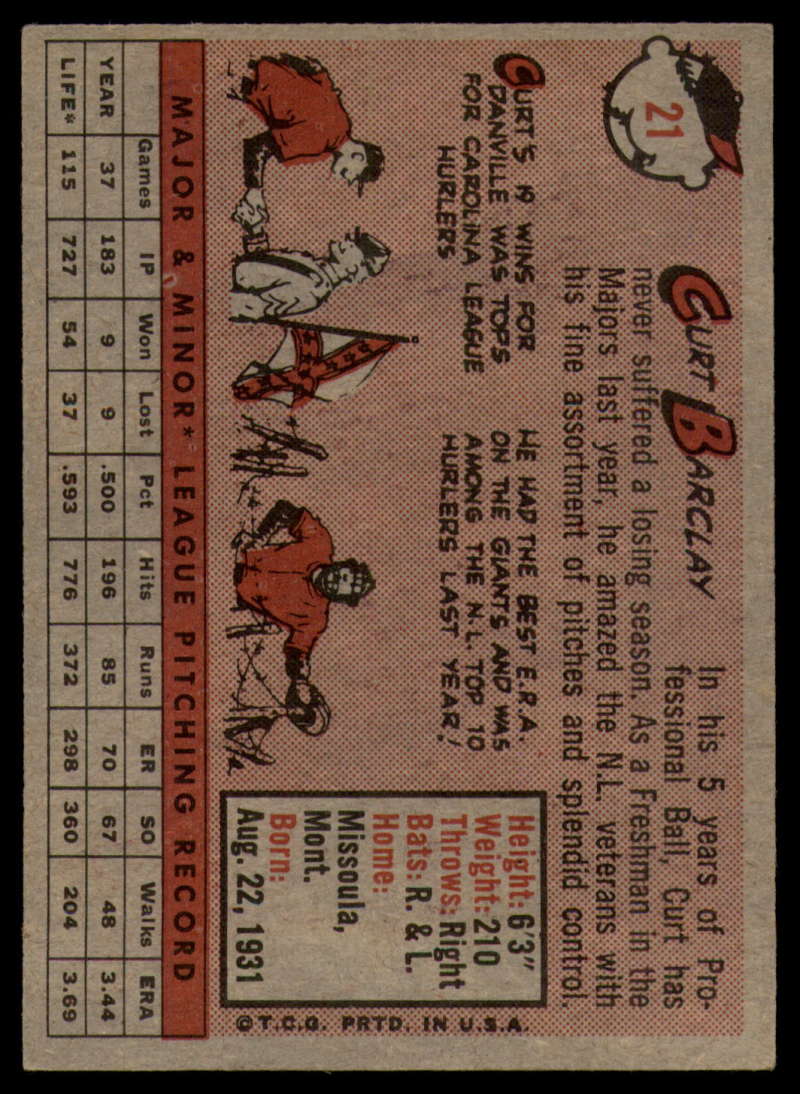 21
CURT BARCLAY
In his 5 years of Pro-
fessional Ball, Curt has
never suffered a losing season. As a Freshman in the
Majors last year, he amazed the N.L. veterans with
his fine assortment of pitches and splendid control.
CURT'S 19 WINS FOR
DANVILLE WAS TOPS
FOR CAROLINA LEAGUE
HURLERS
HE HAD THE BEST E.R.A.
ON THE GIANTS AND WAS
AMONG THE N.L. TOP 10
HURLERS LAST YEAR!
Height: 6'3"
Weight: 210
Throws: Right
Bats: R. & L.
Home:
Missoula,
Mont.
Born:
Aug. 22, 1931
© T.C.G. PRTD. IN U.S.A.
MAJOR & MINOR* LEAGUE PITCHING RECORD
Games IP Won Lost Pct Hits Runs ER SO Walks ERA
YEAR 37 183 9 9 .500 196 85 70 67 48 3.44
LIFE* 115 727 54 37 .593 776 372 298 360 204 3.69